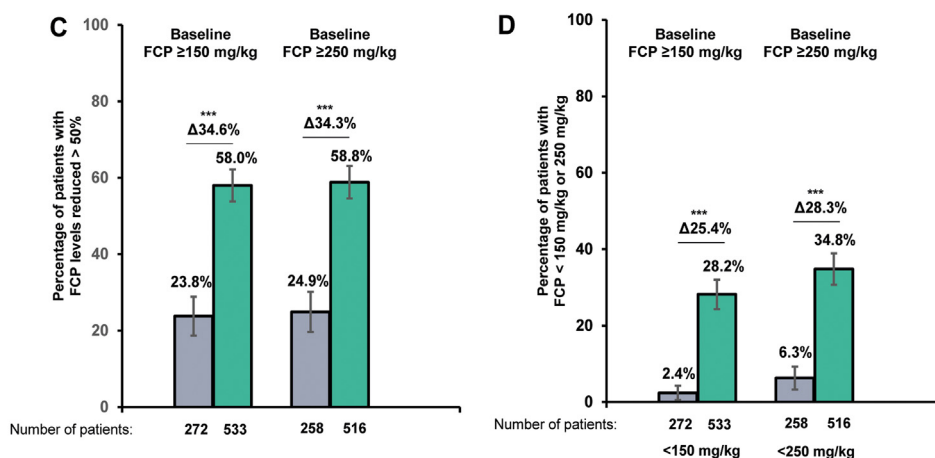 C
Percentage of patients with
FCP levels reduced > 50%
100
80
60
40
20
0
Baseline
FCP ≥150 mg/kg
Baseline
FCP ≥250 mg/kg
***
Δ34.6%
58.0%
23.8%
***
Δ34.3%
58.8%
24.9%
Number of patients:
272 533
258 516
D
Percentage of patients with
FCP < 150 mg/kg or 250 mg/kg
100
80
60
40
20
0
Baseline
FCP ≥150 mg/kg
Baseline
FCP ≥250 mg/kg
***
Δ25.4%
28.2%
2.4%
***
Δ28.3%
34.8%
6.3%
Number of patients:
272 533
258 516
<150 mg/kg
<250 mg/kg